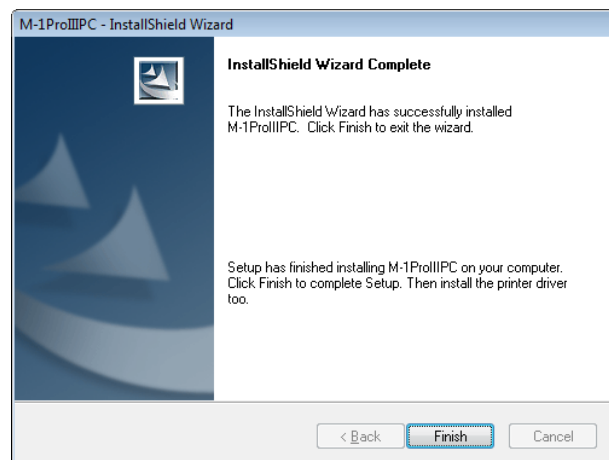 M-1ProIIIPC - InstallShield Wizard
InstallShield Wizard Complete
The InstallShield Wizard has successfully installed
M-1ProIIIPC. Click Finish to exit the wizard.
Setup has finished installing M-1ProIIIPC on your computer.
Click Finish to complete Setup. Then install the printer driver
too.
< Back
Finish
Cancel